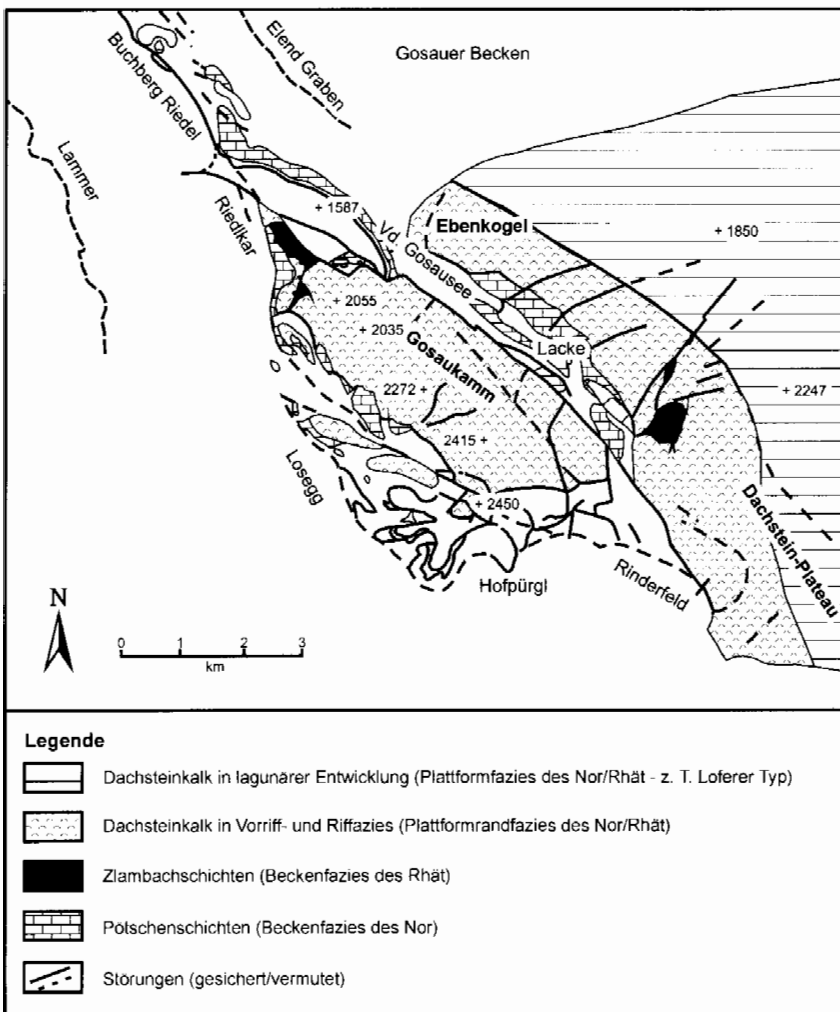 Gosauer Becken
Elend Graben
Buchberg Riedel
Lammer
Riedlkar
+ 1587
Vd. Gosausee
Ebenkogel
+ 1850
+ 2055
+ 2035
Gosaukamm
Lacke
2272 +
+ 2247
2415 +
Losegg
+ 2450
Dachstein-Plateau
Hofpürgl
Rinderfeld
N
0 1 2 3
km
Legende
Dachsteinkalk in lagunärer Entwicklung (Plattformfazies des Nor/Rhät - z. T. Loferer Typ)
Dachsteinkalk in Vorriff- und Riffazies (Plattformrandfazies des Nor/Rhät)
Zlambachschichten (Beckenfazies des Rhät)
Pötschenschichten (Beckenfazies des Nor)
Störungen (gesichert/vermutet)